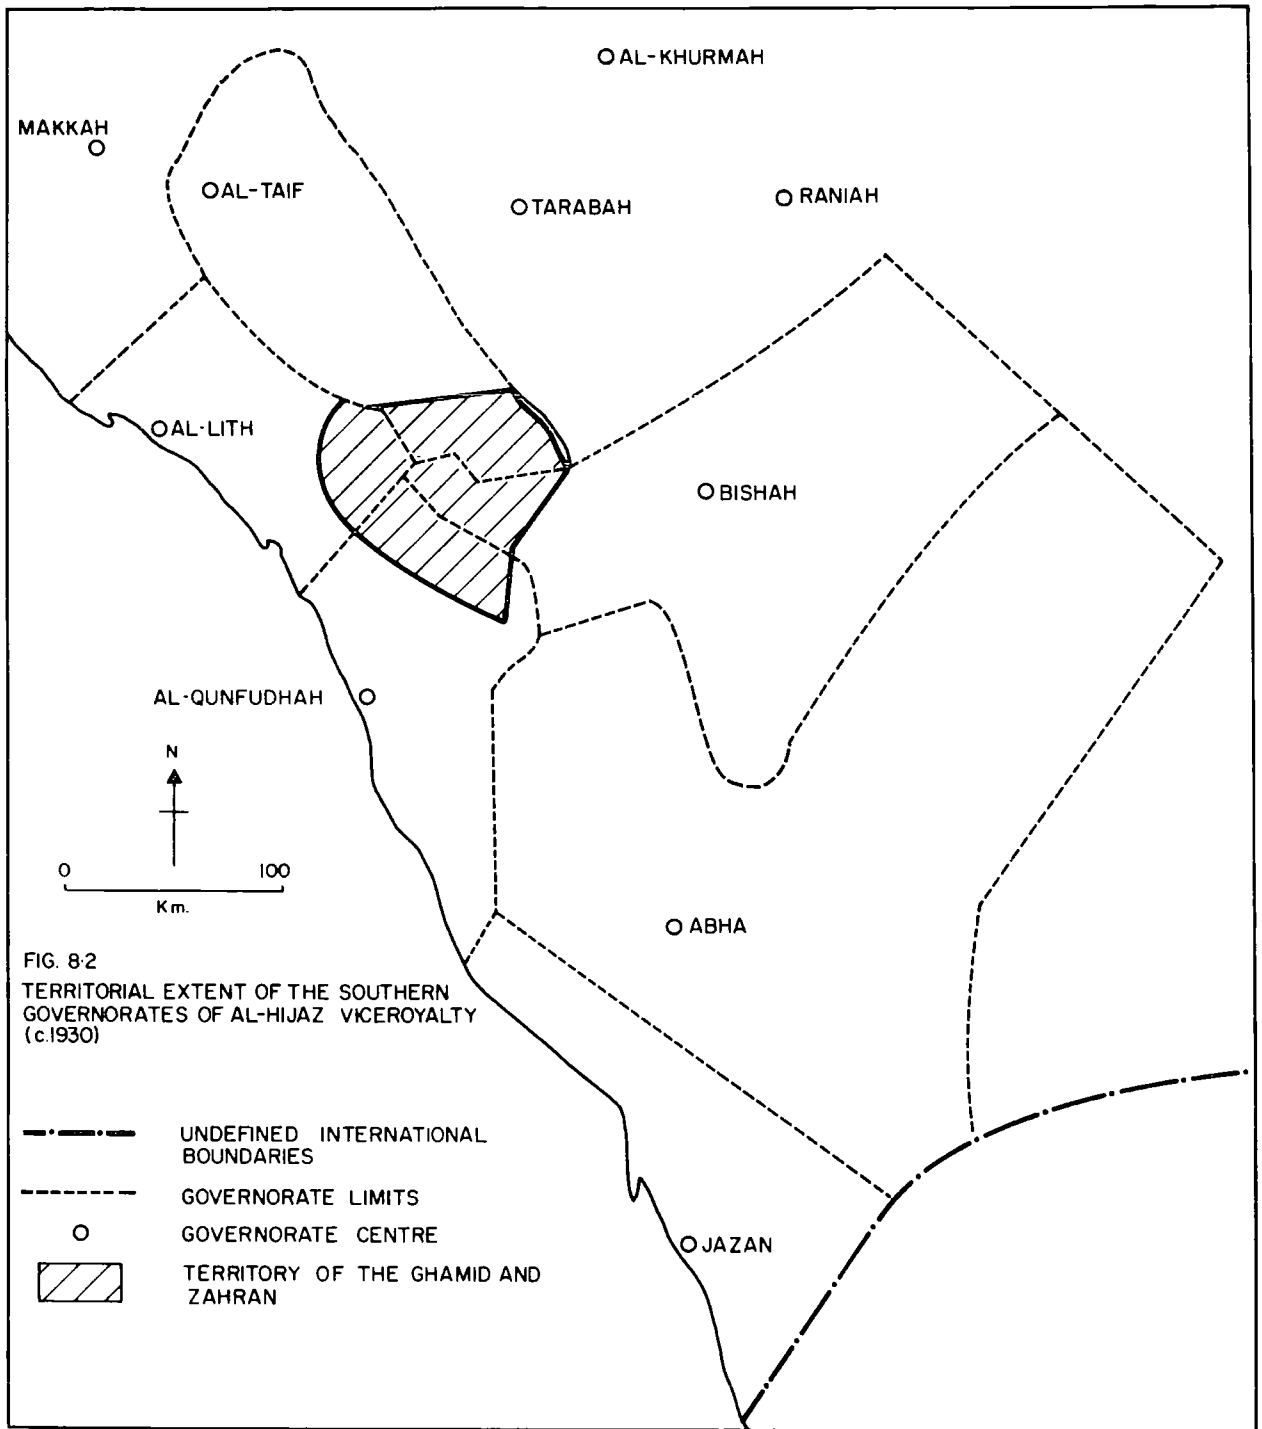 AL-KHURMAH
MAKKAH
AL-TAIF
TARABAH
RANIAH
AL-LITH
BISHAH
AL-QUNFUDHAH
N
0 100
Km.
ABHA
FIG. 8·2
TERRITORIAL EXTENT OF THE SOUTHERN
GOVERNORATES OF AL-HIJAZ VICEROYALTY
(c.1930)
UNDEFINED INTERNATIONAL
BOUNDARIES
GOVERNORATE LIMITS
GOVERNORATE CENTRE
JAZAN
TERRITORY OF THE GHAMID AND
ZAHRAN